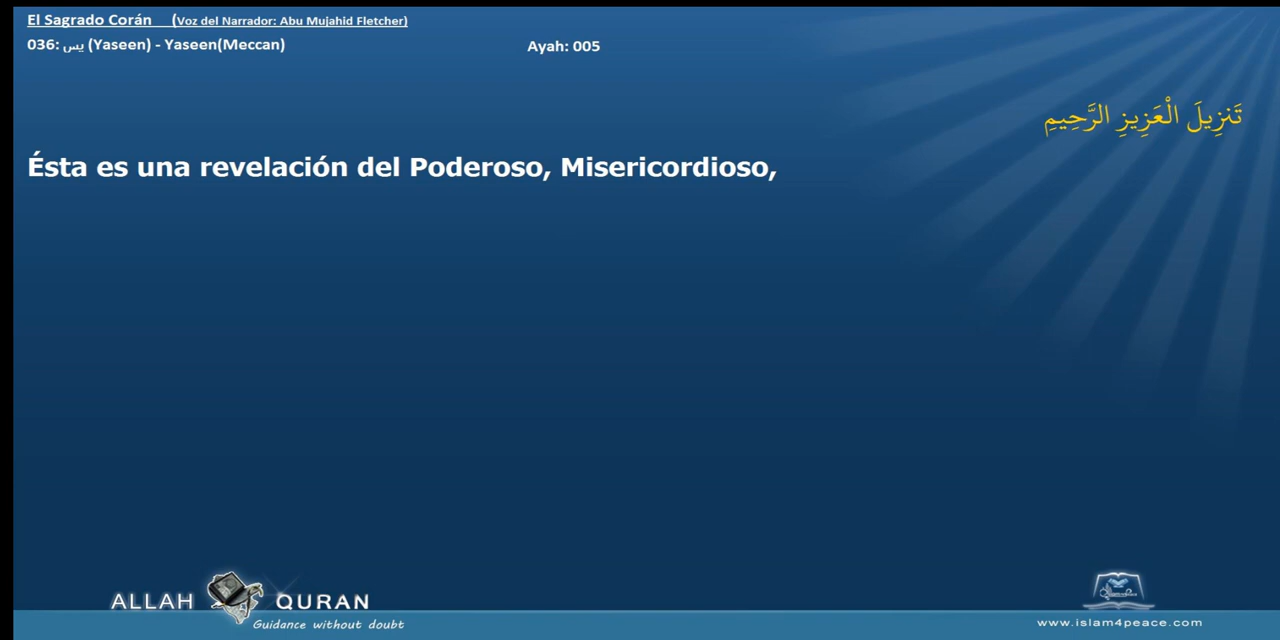 El Sagrado Corán (Voz del Narrador: Abu Mujahid Fletcher)
036: يس (Yaseen) - Yaseen(Meccan) Ayah: 005
تَنزِيلَ الْعَزِيزِ الرَّحِيمِ
Ésta es una revelación del Poderoso, Misericordioso,
ALLAH QURAN
Guidance without doubt
www.islam4peace.com